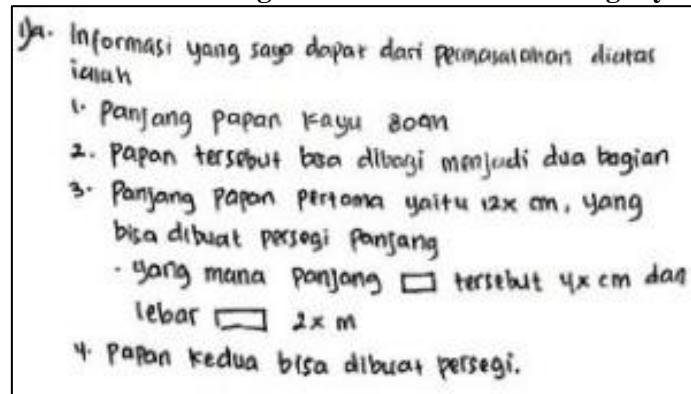 1)a. Informasi yang saya dapat dari permasalahan diatas
ialah
1. Panjang papan kayu 80cm
2. papan tersebut bisa dibagi menjadi dua bagian
3. Panjang papan pertama yaitu 12x cm, yang
bisa dibuat persegi panjang
- yang mana panjang ▭ tersebut 4x cm dan
lebar ▭ 2x m
4. Papan kedua bisa dibuat persegi.